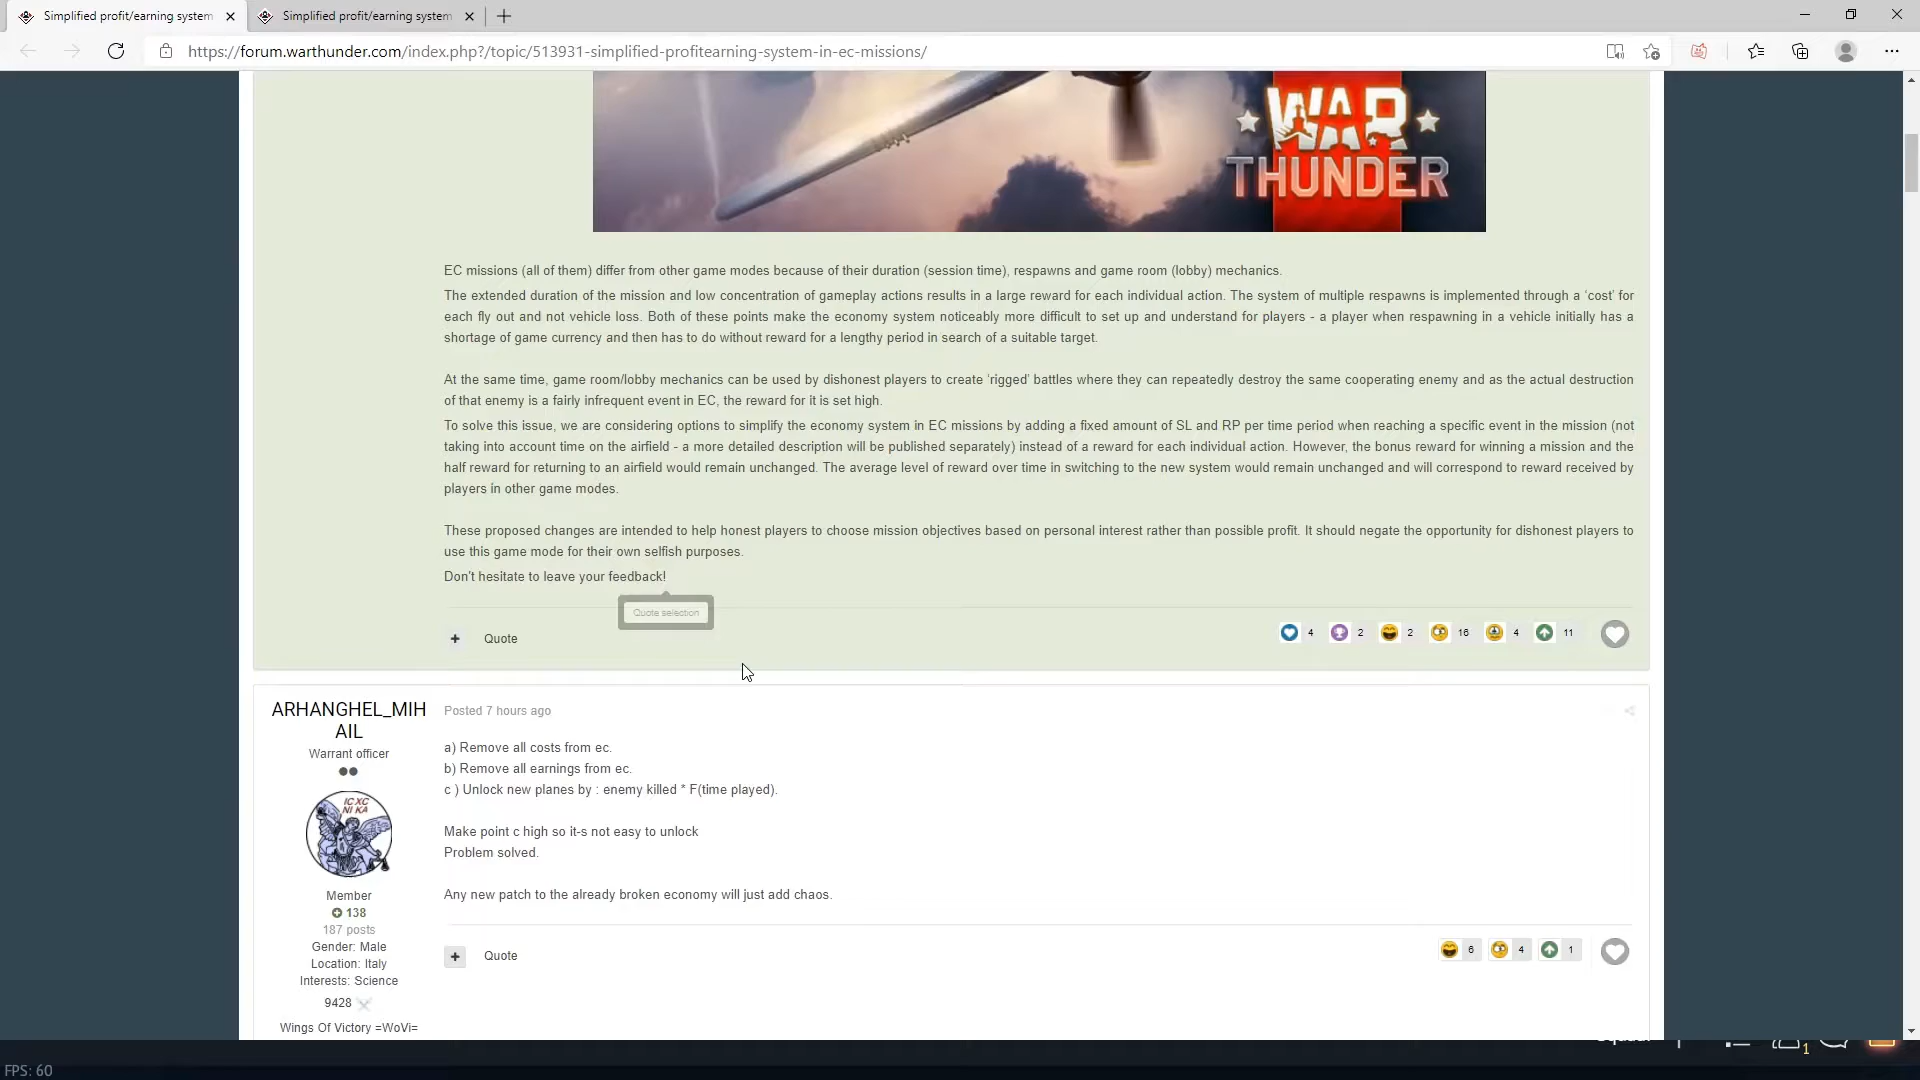 Simplified profit/earning system
Simplified profit/earning system
https://forum.warthunder.com/index.php?/topic/513931-simplified-profitearning-system-in-ec-missions/
WAR
THUNDER
EC missions (all of them) differ from other game modes because of their duration (session time), respawns and game room (lobby) mechanics.
The extended duration of the mission and low concentration of gameplay actions results in a large reward for each individual action. The system of multiple respawns is implemented through a ‘cost’ for
each fly out and not vehicle loss. Both of these points make the economy system noticeably more difficult to set up and understand for players - a player when respawning in a vehicle initially has a
shortage of game currency and then has to do without reward for a lengthy period in search of a suitable target.
At the same time, game room/lobby mechanics can be used by dishonest players to create ‘rigged’ battles where they can repeatedly destroy the same cooperating enemy and as the actual destruction
of that enemy is a fairly infrequent event in EC, the reward for it is set high.
To solve this issue, we are considering options to simplify the economy system in EC missions by adding a fixed amount of SL and RP per time period when reaching a specific event in the mission (not
taking into account time on the airfield - a more detailed description will be published separately) instead of a reward for each individual action. However, the bonus reward for winning a mission and the
half reward for returning to an airfield would remain unchanged. The average level of reward over time in switching to the new system would remain unchanged and will correspond to reward received by
players in other game modes.
These proposed changes are intended to help honest players to choose mission objectives based on personal interest rather than possible profit. It should negate the opportunity for dishonest players to
use this game mode for their own selfish purposes.
Don't hesitate to leave your feedback!
Quote selection
+ Quote 4 2 2 16 4 11
ARHANGHEL_MIH
AIL
Warrant officer
IC XC
NI KA
Member
138
187 posts
Gender: Male
Location: Italy
Interests: Science
9428
Wings Of Victory =WoVi=
Posted 7 hours ago
a) Remove all costs from ec.
b) Remove all earnings from ec.
c ) Unlock new planes by : enemy killed * F(time played).
Make point c high so it-s not easy to unlock
Problem solved.
Any new patch to the already broken economy will just add chaos.
+ Quote 6 4 1
1
FPS: 60